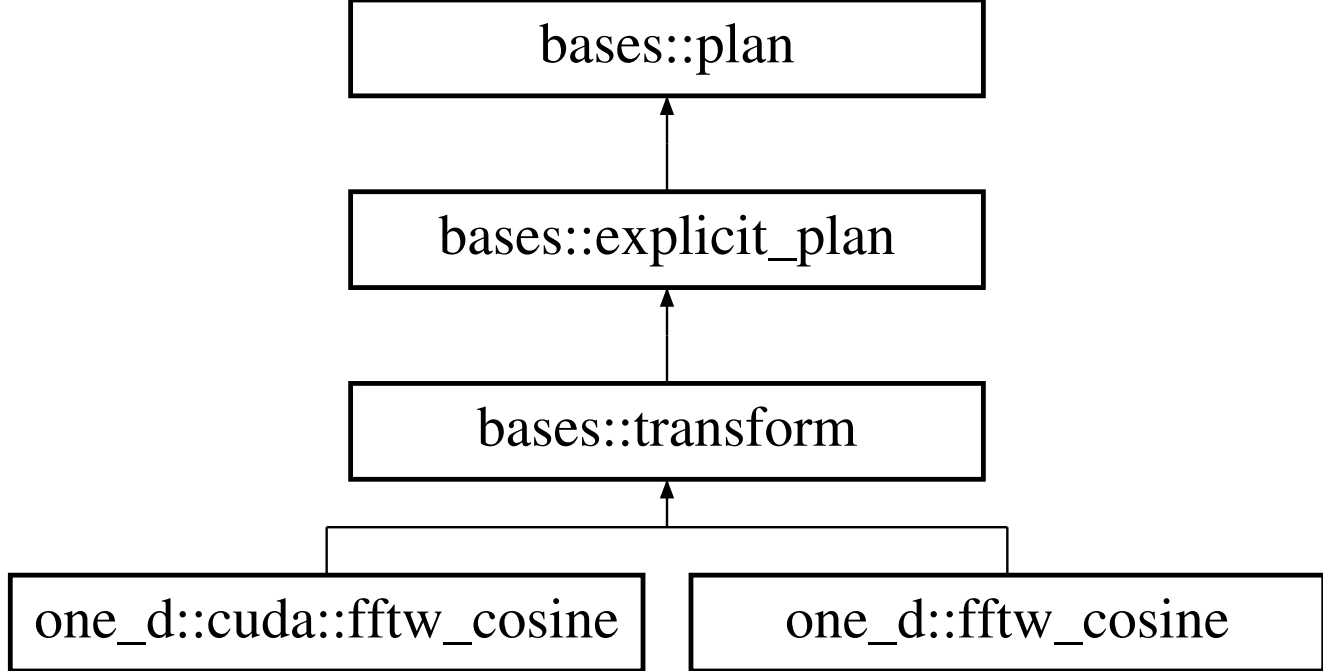 bases::plan
bases::explicit_plan
bases::transform
one_d::cuda::fftw_cosine
one_d::fftw_cosine